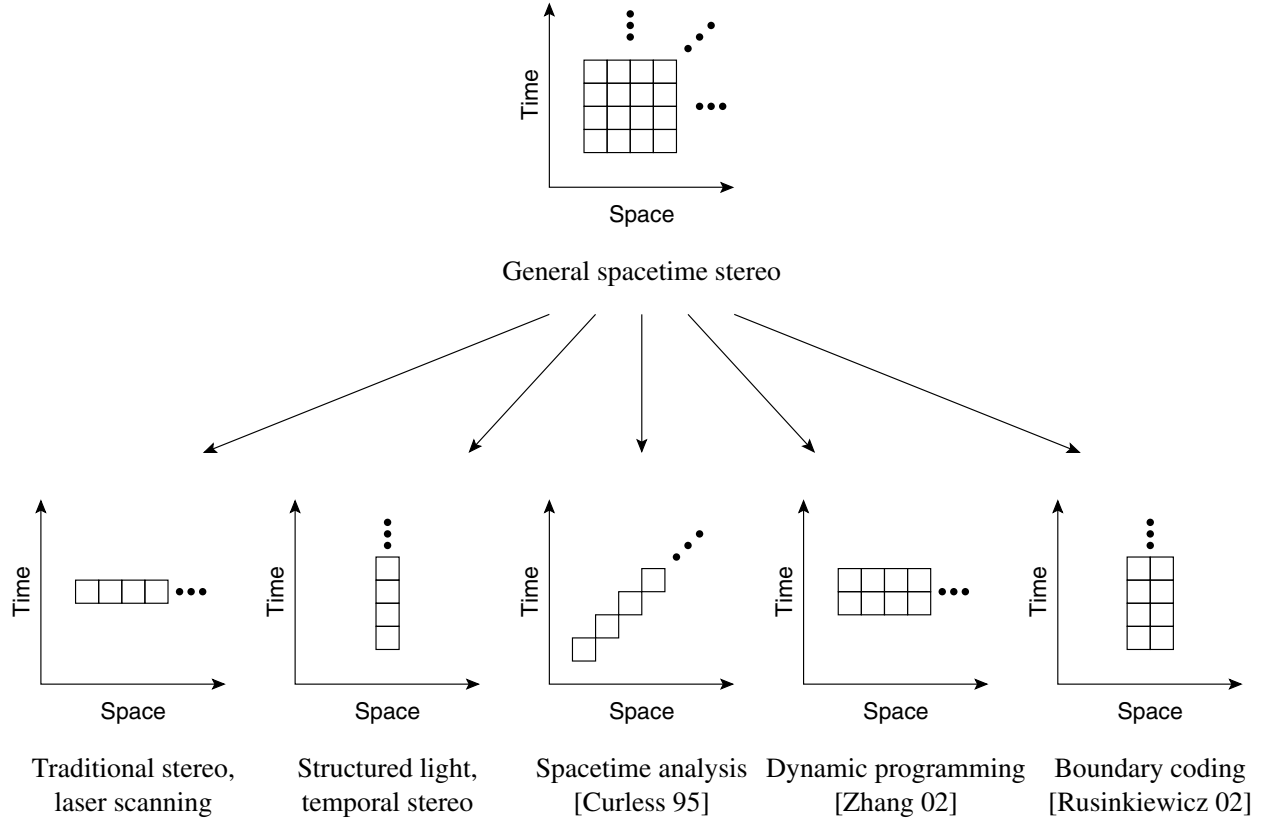 Time
Space
General spacetime stereo
Time
Space
Traditional stereo,
laser scanning
Time
Space
Structured light,
temporal stereo
Time
Space
Spacetime analysis
[Curless 95]
Time
Space
Dynamic programming
[Zhang 02]
Time
Space
Boundary coding
[Rusinkiewicz 02]